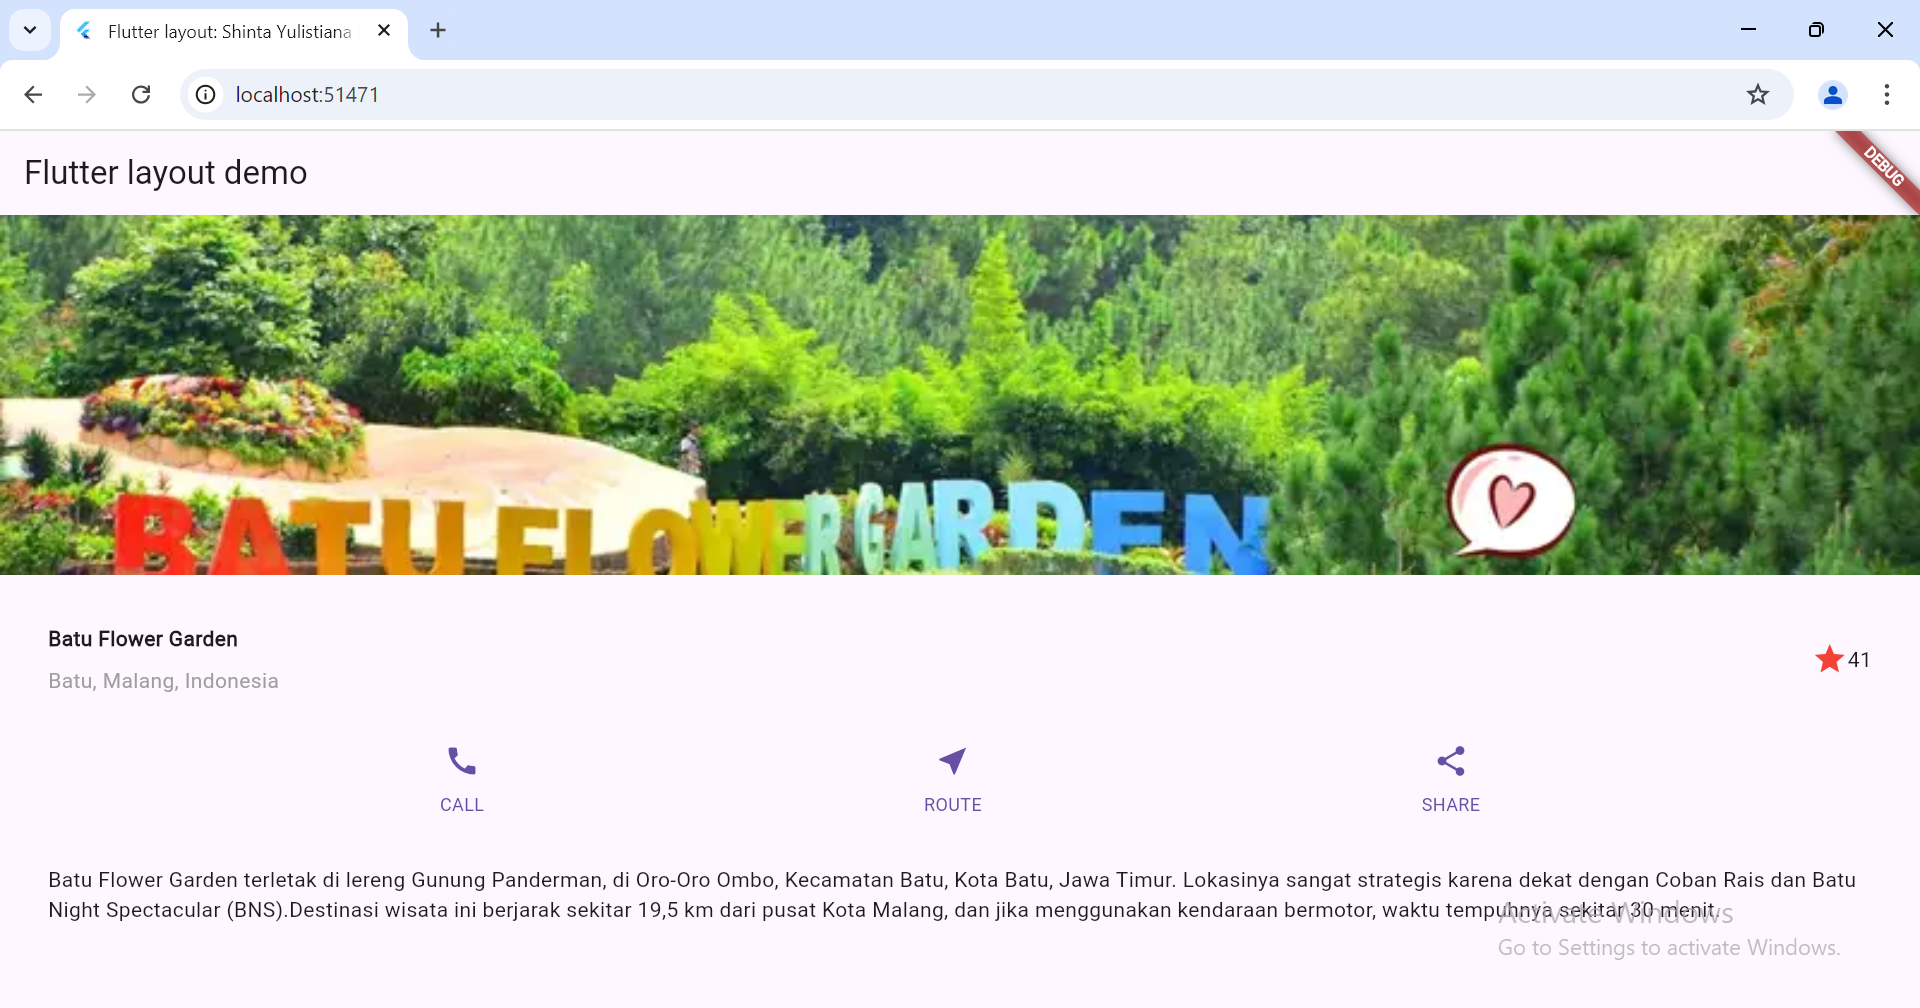 Flutter layout: Shinta Yulistiana
localhost:51471
Flutter layout demo
DEBUG
BATU FLOWER GARDEN
Batu Flower Garden
Batu, Malang, Indonesia
41
CALL
ROUTE
SHARE
Batu Flower Garden terletak di lereng Gunung Panderman, di Oro-Oro Ombo, Kecamatan Batu, Kota Batu, Jawa Timur. Lokasinya sangat strategis karena dekat dengan Coban Rais dan Batu
Night Spectacular (BNS).Destinasi wisata ini berjarak sekitar 19,5 km dari pusat Kota Malang, dan jika menggunakan kendaraan bermotor, waktu tempuhnya sekitar 30 menit.
Activate Windows
Go to Settings to activate Windows.